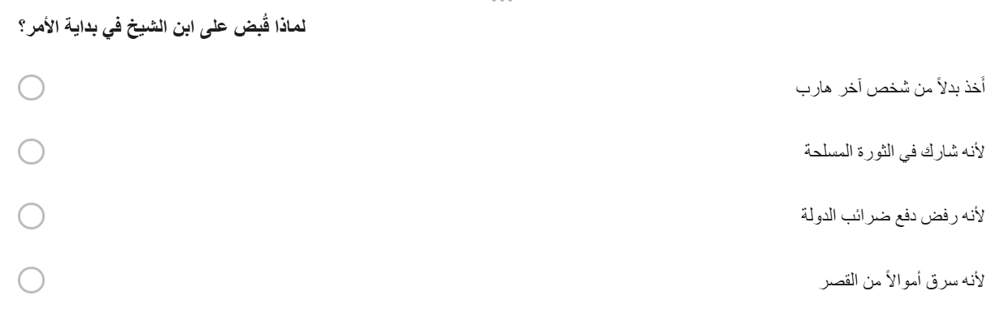 لماذا قُبض على ابن الشيخ في بداية الأمر؟
أَخذ بدلاً من شخص آخر هارب
لأنه شارك في الثورة المسلحة
لأنه رفض دفع ضرائب الدولة
لأنه سرق أموالاً من القصر